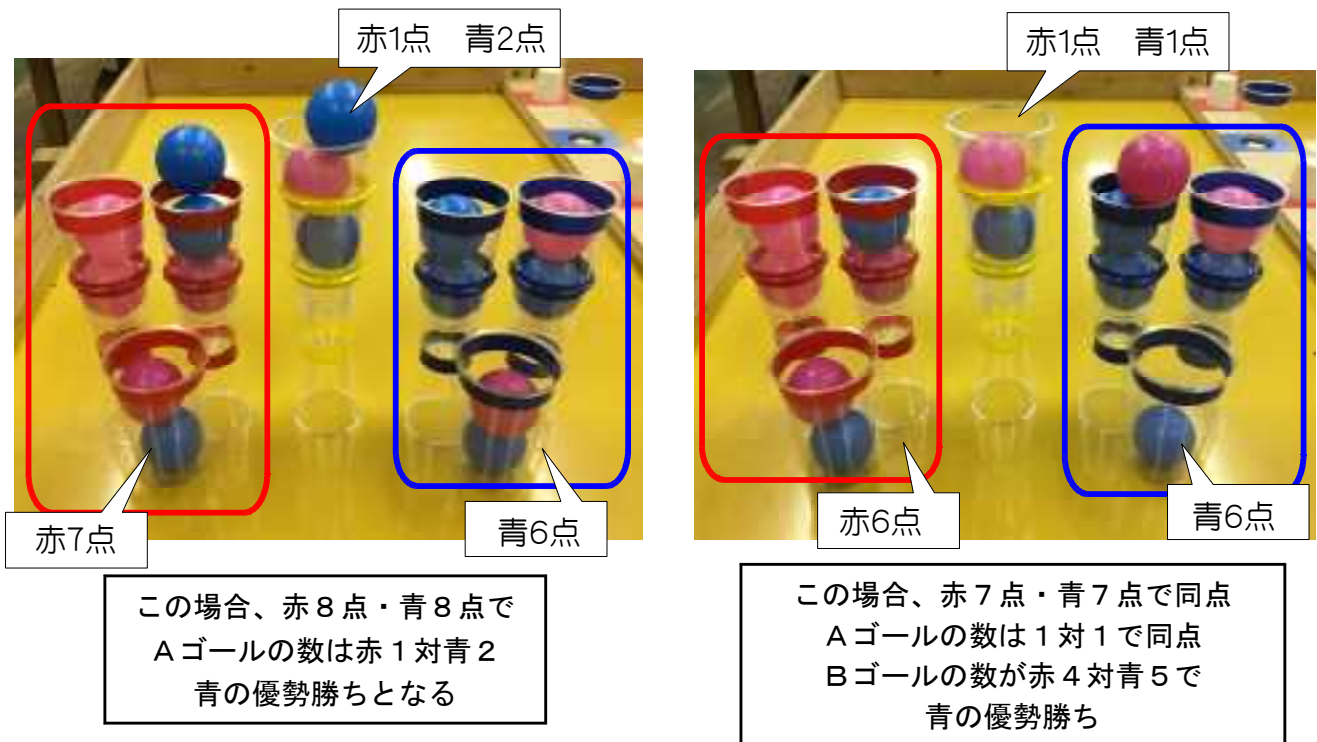 赤1点　青2点
赤7点
青6点
この場合、赤８点・青８点で
Ａゴールの数は赤１対青２
青の優勢勝ちとなる
赤1点　青1点
赤6点
青6点
この場合、赤７点・青７点で同点
Ａゴールの数は１対１で同点
Ｂゴールの数が赤４対青５で
青の優勢勝ち